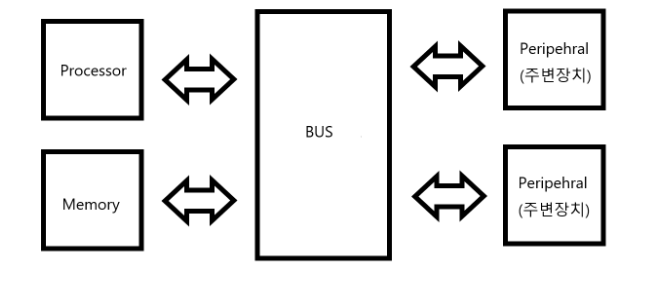 Processor
Memory
BUS
Peripehral
(주변장치)
Peripehral
(주변장치)